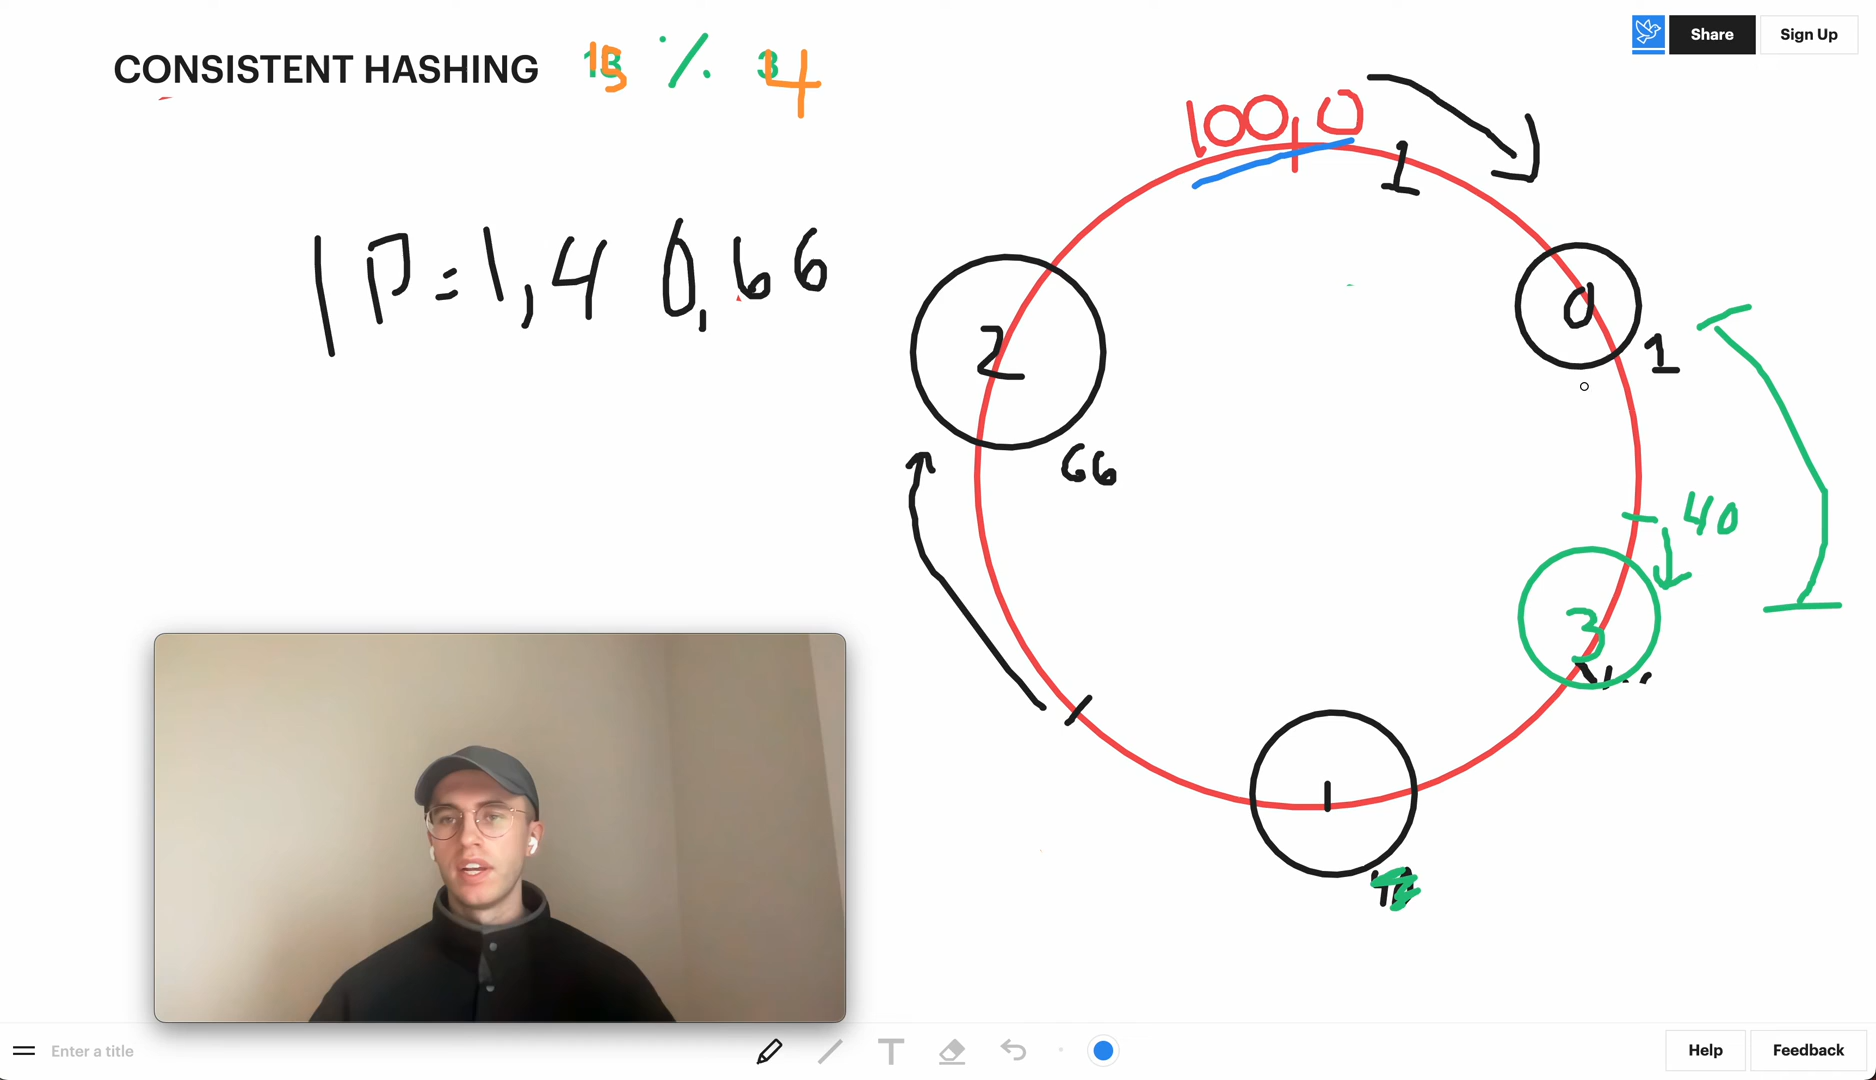 CONSISTENT HASHING
% 4
IP=1,40,66
100,0
1
0
1
2
66
40
3
1
Share
Sign Up
Enter a title
T
Help
Feedback